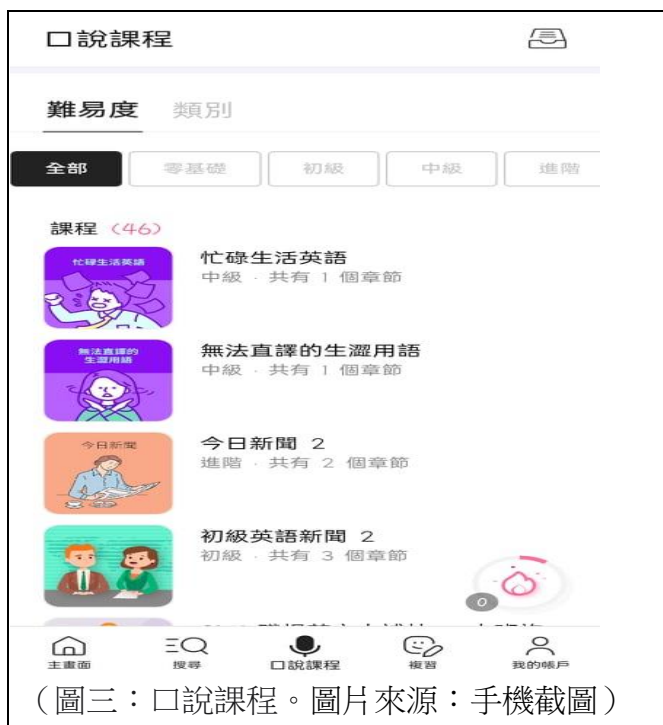 口說課程
難易度 類別
全部 零基礎 初級 中級 進階
課程 (46)
忙碌生活英語
忙碌生活英語
中級 · 共有 1 個章節
無法直譯的
生澀用語
無法直譯的生澀用語
中級 · 共有 1 個章節
今日新聞
今日新聞 2
進階 · 共有 2 個章節
初級英語新聞 2
初級 · 共有 3 個章節
0
主畫面 搜尋 口說課程 複習 我的帳戶
(圖三:口說課程。圖片來源:手機截圖)